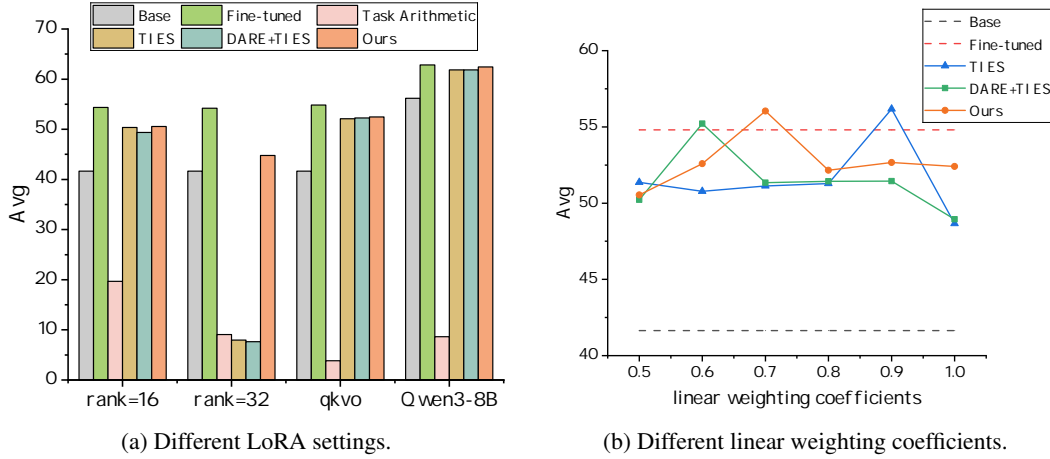 Base Fine-tuned Task Arithmetic
TIES DARE+TIES Ours
70
60
50
40
30
20
10
0
Avg
rank=16 rank=32 qkvo Qwen3-8B
(a) Different LoRA settings.
Base
Fine-tuned
TIES
DARE+TIES
Ours
60
55
50
45
40
Avg
0.5 0.6 0.7 0.8 0.9 1.0
linear weighting coefficients
(b) Different linear weighting coefficients.